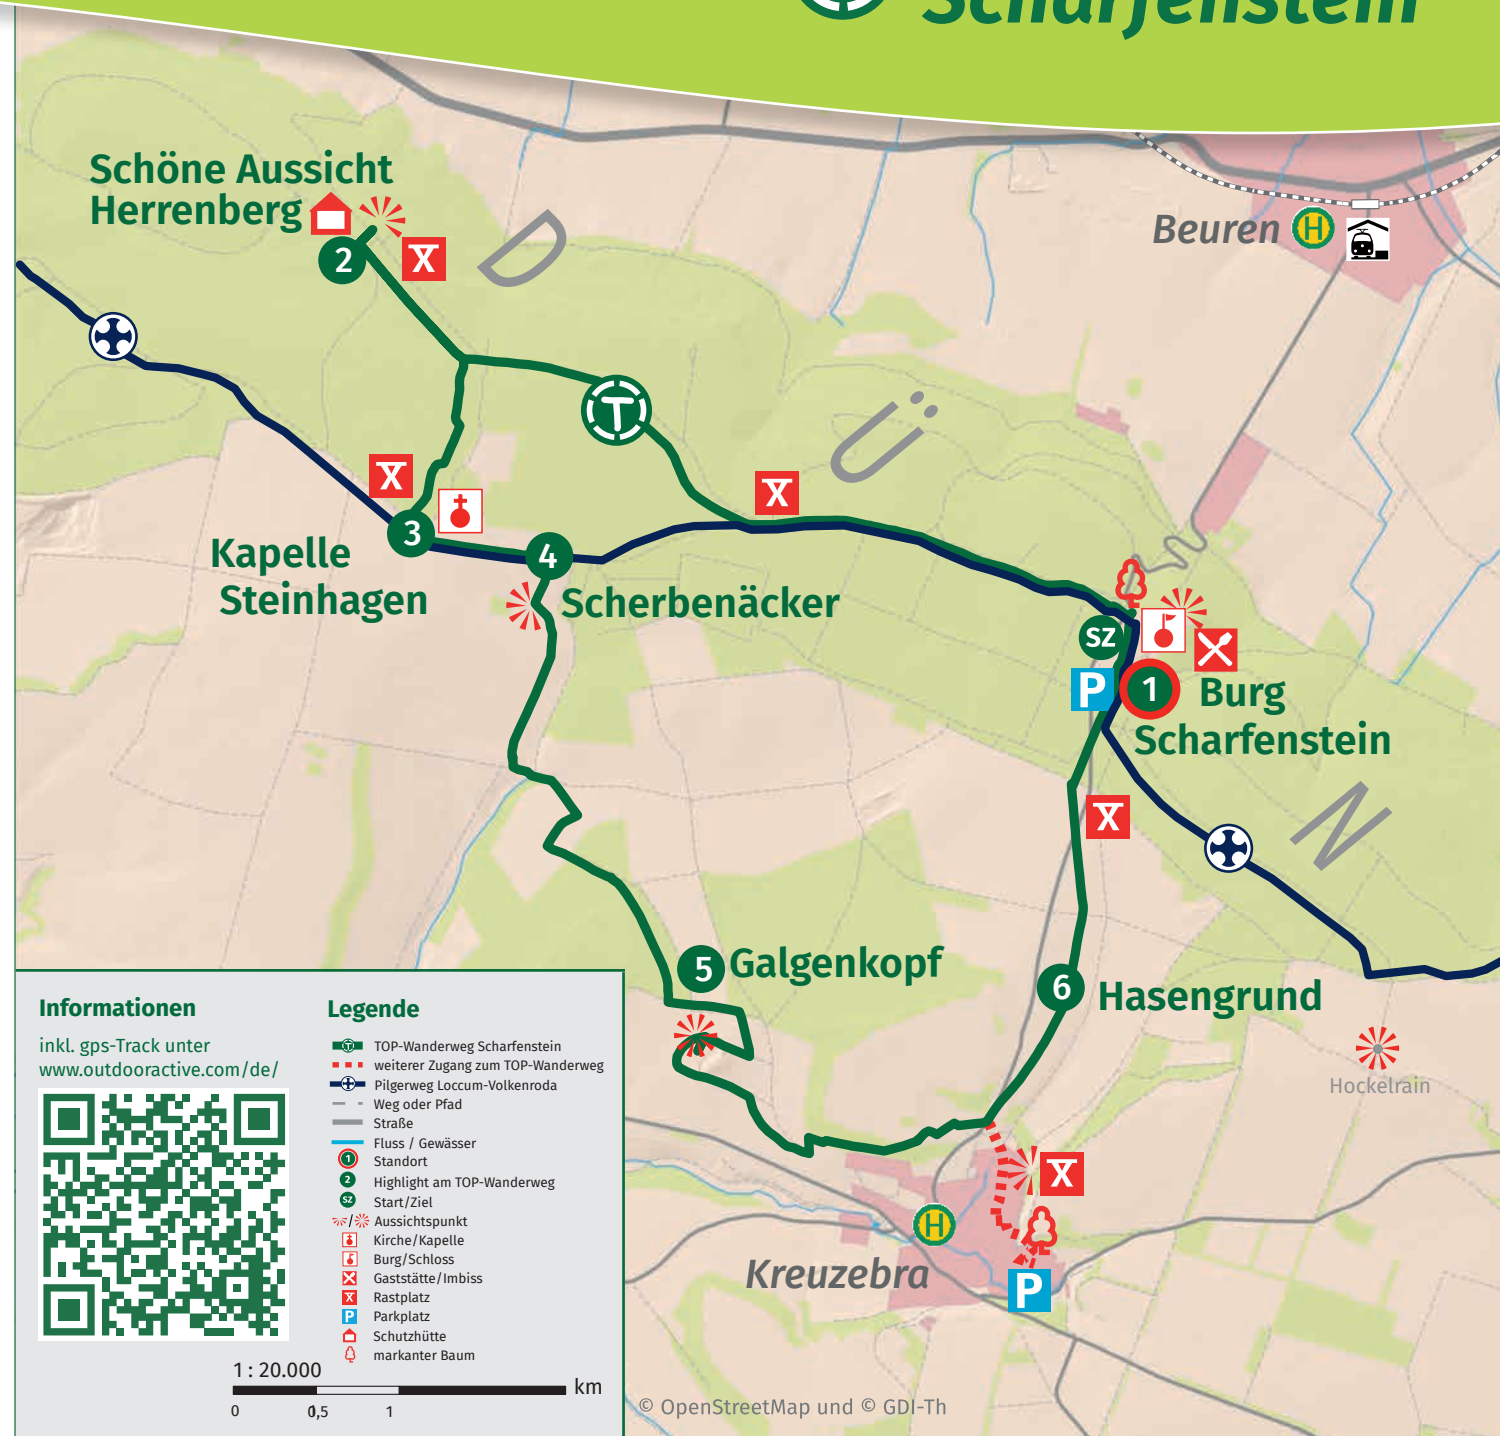 Scharfenstein
Schöne Aussicht
Herrenberg
2
D
Beuren
H
T
Ü
3
4
Kapelle
Steinhagen
Scherbenäcker
SZ
P
1
Burg
Scharfenstein
N
5
Galgenkopf
6
Hasengrund
Hockelrain
H
Kreuzebra
P
Informationen
inkl. gps-Track unter
www.outdooractive.com/de/
Legende
T
TOP-Wanderweg Scharfenstein
weiterer Zugang zum TOP-Wanderweg
Pilgerweg Loccum-Volkenroda
Weg oder Pfad
Straße
Fluss / Gewässer
1
Standort
2
Highlight am TOP-Wanderweg
SZ
Start/Ziel
/
Aussichtspunkt
Kirche/Kapelle
Burg/Schloss
Gaststätte/Imbiss
Rastplatz
P
Parkplatz
Schutzhütte
markanter Baum
1 : 20.000
km
0
0,5
1
© OpenStreetMap und © GDI-Th